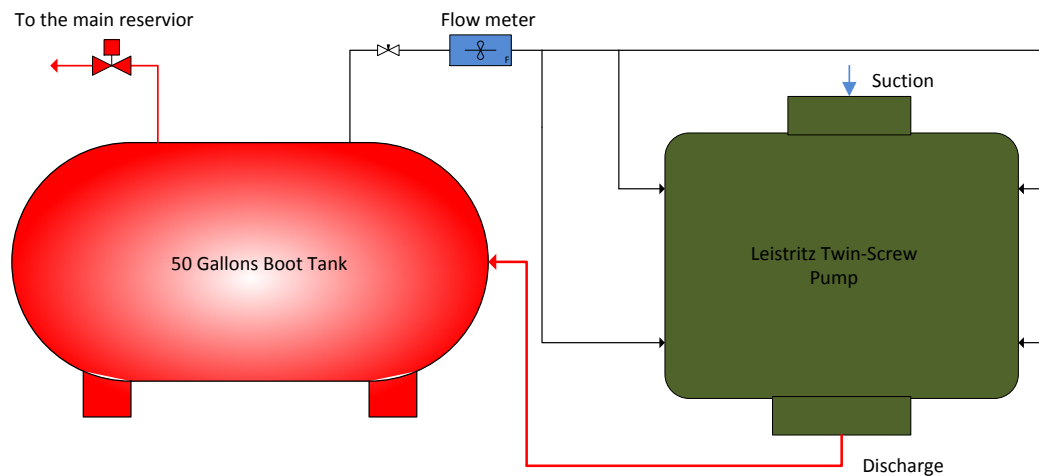 To the main reservior
Flow meter
F
Suction
50 Gallons Boot Tank
Leistritz Twin-Screw
Pump
Discharge